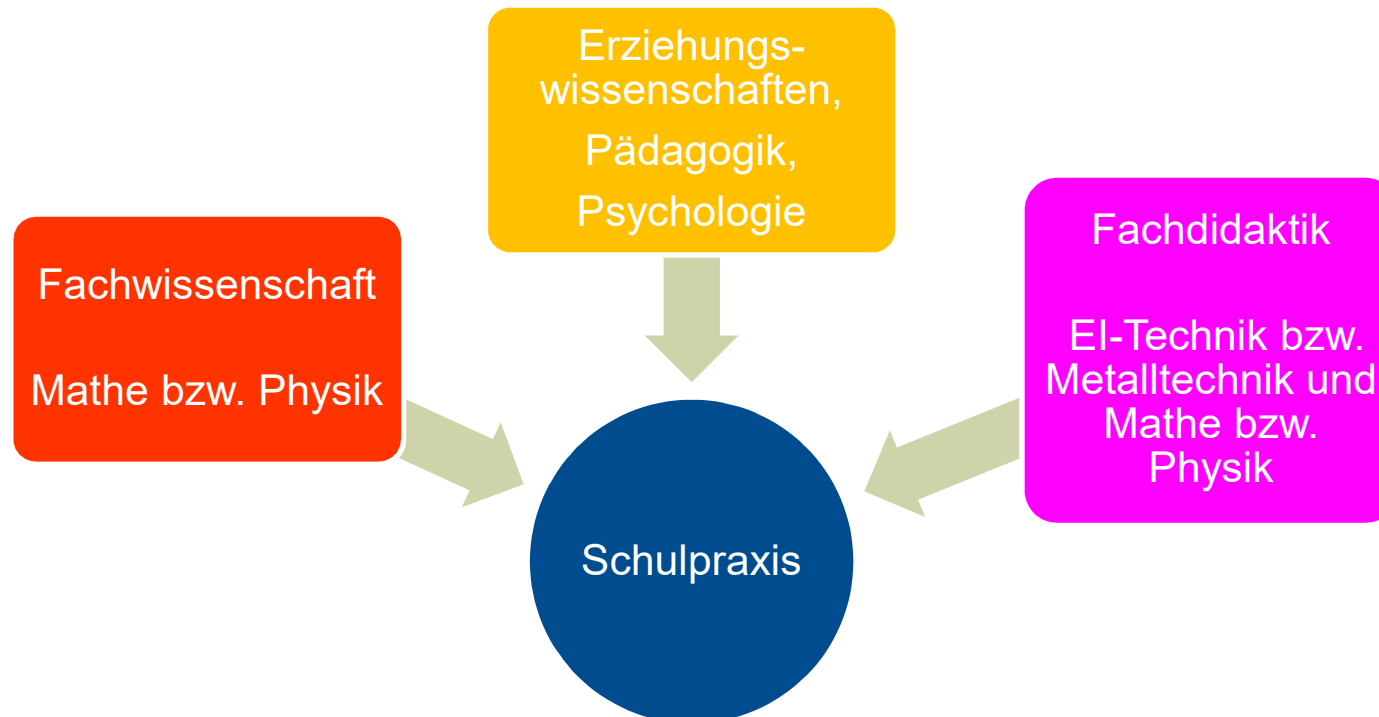 Erziehungs-
wissenschaften,
Pädagogik,
Psychologie
Fachwissenschaft
Mathe bzw. Physik
Fachdidaktik
El-Technik bzw.
Metalltechnik und
Mathe bzw.
Physik
Schulpraxis